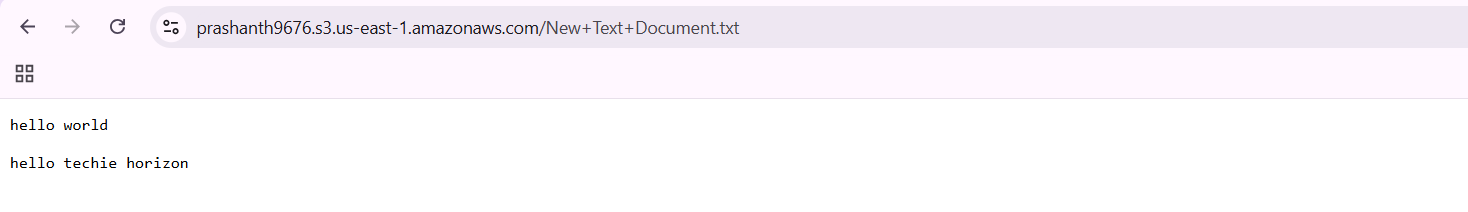 prashanth9676.s3.us-east-1.amazonaws.com/New+Text+Document.txt
hello world
hello techie horizon